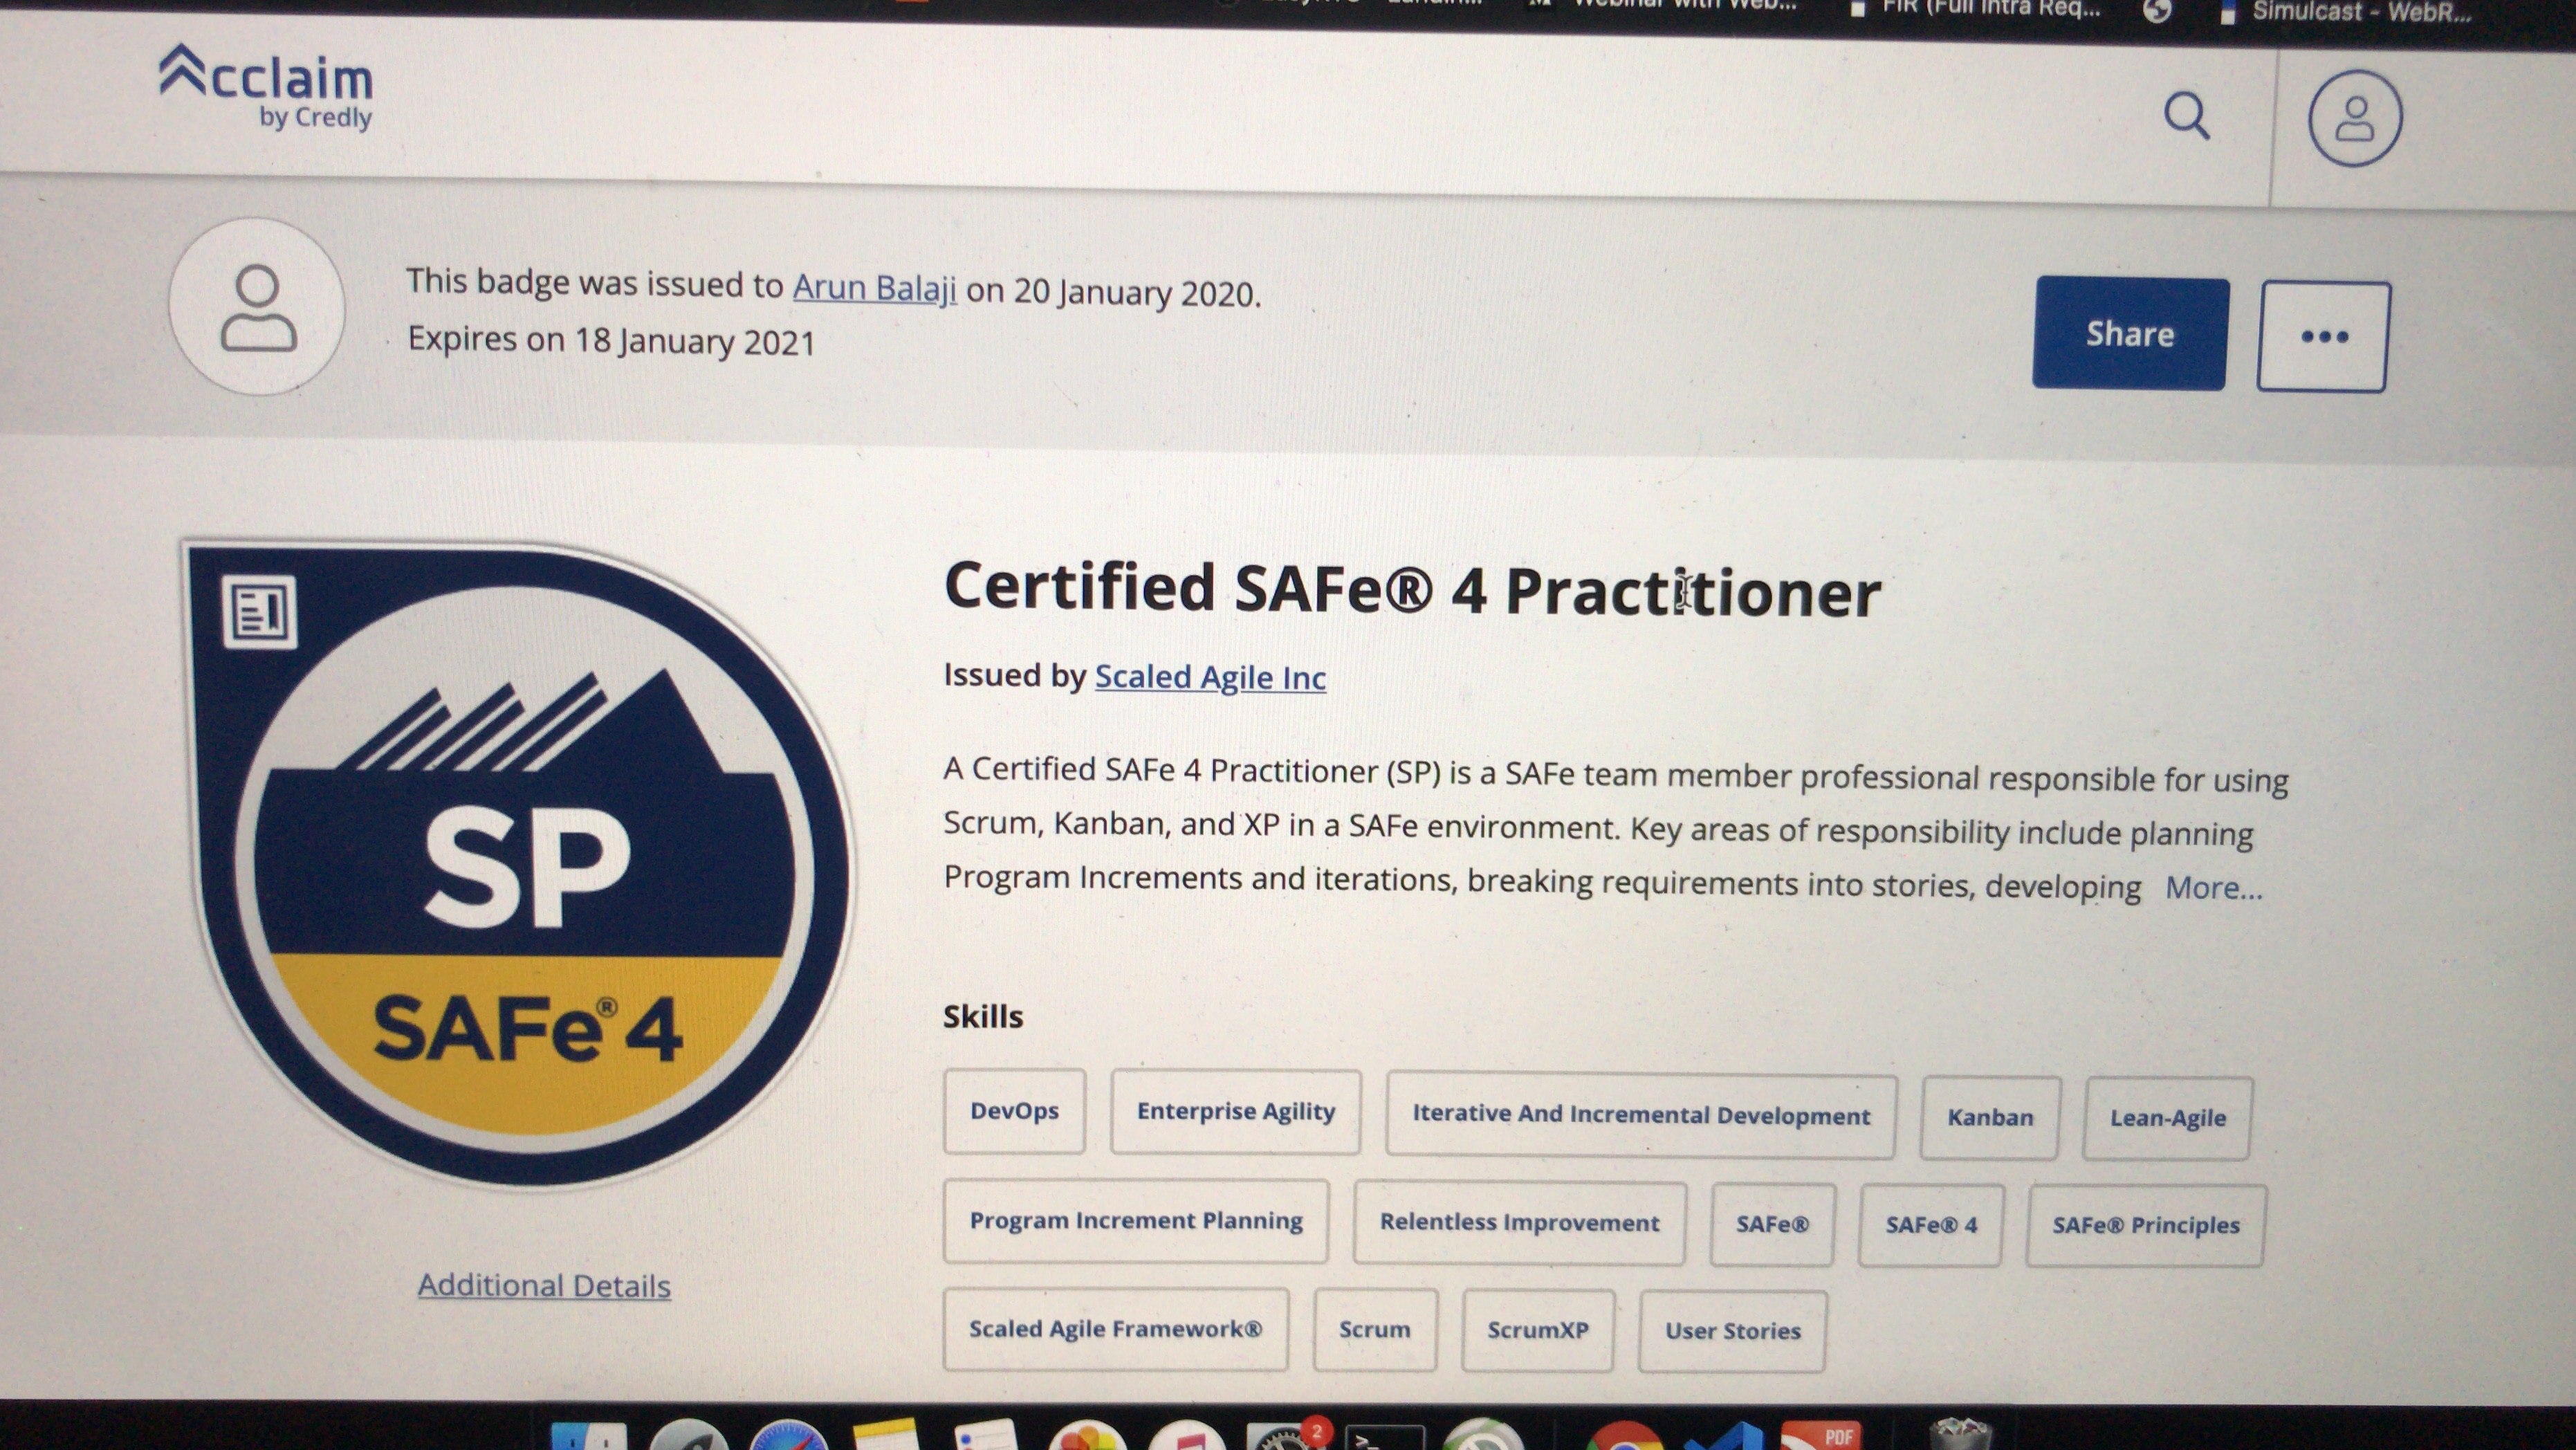 Webinar with Web...
FIR (Full Intra Req...
Simulcast - WebR...
Acclaim
by Credly
This badge was issued to Arun Balaji on 20 January 2020.
Expires on 18 January 2021
Share
...
Certified SAFe® 4 Practitioner
Issued by Scaled Agile Inc
A Certified SAFe 4 Practitioner (SP) is a SAFe team member professional responsible for using
Scrum, Kanban, and XP in a SAFe environment. Key areas of responsibility include planning
Program Increments and iterations, breaking requirements into stories, developing More...
SP
SAFe® 4
Additional Details
Skills
DevOps
Enterprise Agility
Iterative And Incremental Development
Kanban
Lean-Agile
Program Increment Planning
Relentless Improvement
SAFe®
SAFe® 4
SAFe® Principles
Scaled Agile Framework®
Scrum
ScrumXP
User Stories
2
PDF